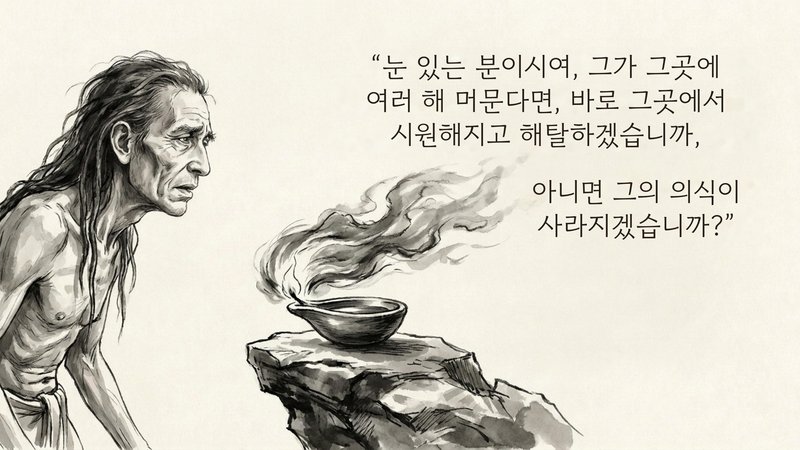 “눈 있는 분이시여, 그가 그곳에
여러 해 머문다면, 바로 그곳에서
시원해지고 해탈하겠습니까,
아니면 그의 의식이
사라지겠습니까?”